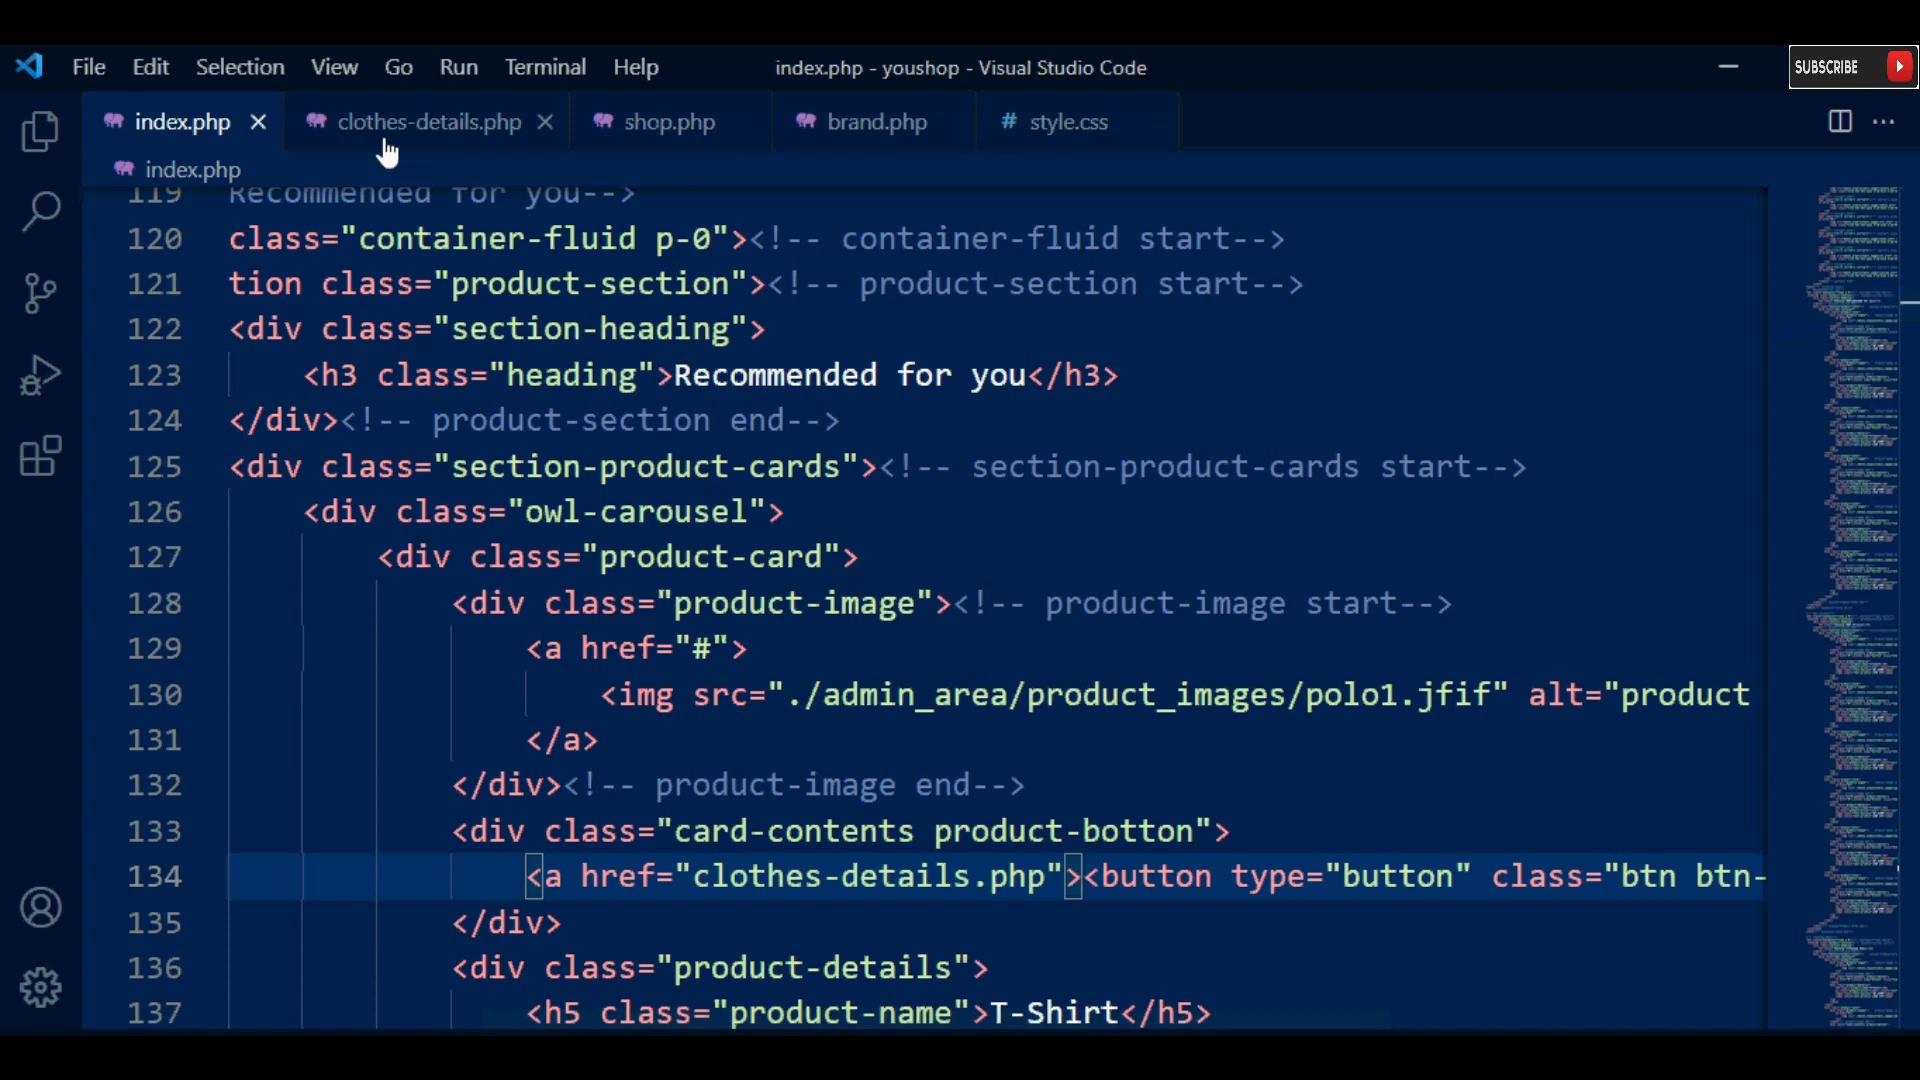 File Edit Selection View Go Run Terminal Help index.php - youshop - Visual Studio Code SUBSCRIBE
index.php clothes-details.php shop.php brand.php # style.css
index.php
119 Recommended for you-->
120 class="container-fluid p-0"><!-- container-fluid start-->
121 tion class="product-section"><!-- product-section start-->
122 <div class="section-heading">
123 <h3 class="heading">Recommended for you</h3>
124 </div><!-- product-section end-->
125 <div class="section-product-cards"><!-- section-product-cards start-->
126 <div class="owl-carousel">
127 <div class="product-card">
128 <div class="product-image"><!-- product-image start-->
129 <a href="#">
130 <img src="./admin_area/product_images/polo1.jfif" alt="product
131 </a>
132 </div><!-- product-image end-->
133 <div class="card-contents product-botton">
134 <a href="clothes-details.php"><button type="button" class="btn btn-
135 </div>
136 <div class="product-details">
137 <h5 class="product-name">T-Shirt</h5>